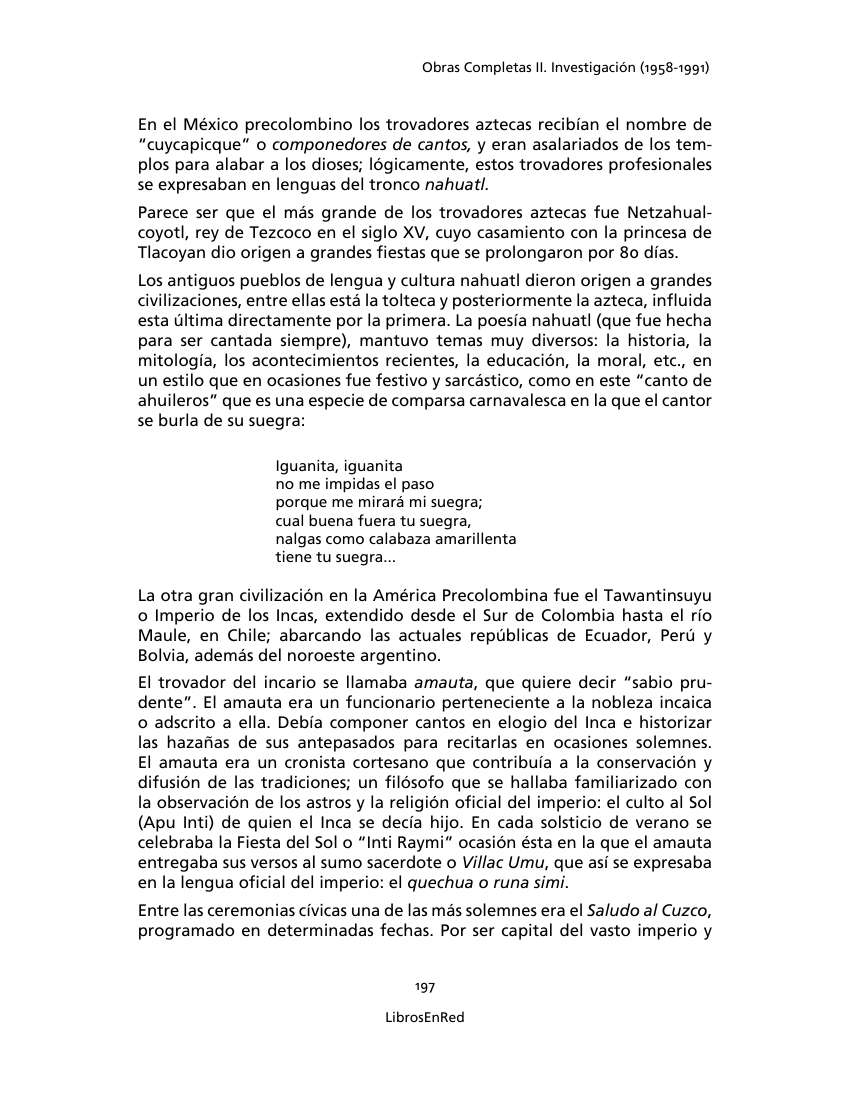 Obras Completas II. Investigación (1958-1991)
En el México precolombino los trovadores aztecas recibían el nombre de
“cuycapicque“ o componedores de cantos, y eran asalariados de los tem-
plos para alabar a los dioses; lógicamente, estos trovadores profesionales
se expresaban en lenguas del tronco nahuatl.
Parece ser que el más grande de los trovadores aztecas fue Netzahual-
coyotl, rey de Tezcoco en el siglo XV, cuyo casamiento con la princesa de
Tlacoyan dio origen a grandes fiestas que se prolongaron por 80 días.
Los antiguos pueblos de lengua y cultura nahuatl dieron origen a grandes
civilizaciones, entre ellas está la tolteca y posteriormente la azteca, influida
esta última directamente por la primera. La poesía nahuatl (que fue hecha
para ser cantada siempre), mantuvo temas muy diversos: la historia, la
mitología, los acontecimientos recientes, la educación, la moral, etc., en
un estilo que en ocasiones fue festivo y sarcástico, como en este “canto de
ahuileros” que es una especie de comparsa carnavalesca en la que el cantor
se burla de su suegra:
Iguanita, iguanita
no me impidas el paso
porque me mirará mi suegra;
cual buena fuera tu suegra,
nalgas como calabaza amarillenta
tiene tu suegra...
La otra gran civilización en la América Precolombina fue el Tawantinsuyu
o Imperio de los Incas, extendido desde el Sur de Colombia hasta el río
Maule, en Chile; abarcando las actuales repúblicas de Ecuador, Perú y
Bolvia, además del noroeste argentino.
El trovador del incario se llamaba amauta, que quiere decir “sabio pru-
dente”. El amauta era un funcionario perteneciente a la nobleza incaica
o adscrito a ella. Debía componer cantos en elogio del Inca e historizar
las hazañas de sus antepasados para recitarlas en ocasiones solemnes.
El amauta era un cronista cortesano que contribuía a la conservación y
difusión de las tradiciones; un filósofo que se hallaba familiarizado con
la observación de los astros y la religión oficial del imperio: el culto al Sol
(Apu Inti) de quien el Inca se decía hijo. En cada solsticio de verano se
celebraba la Fiesta del Sol o “Inti Raymi” ocasión ésta en la que el amauta
entregaba sus versos al sumo sacerdote o Villac Umu, que así se expresaba
en la lengua oficial del imperio: el quechua o runa simi.
Entre las ceremonias cívicas una de las más solemnes era el Saludo al Cuzco,
programado en determinadas fechas. Por ser capital del vasto imperio y
197
LibrosEnRed